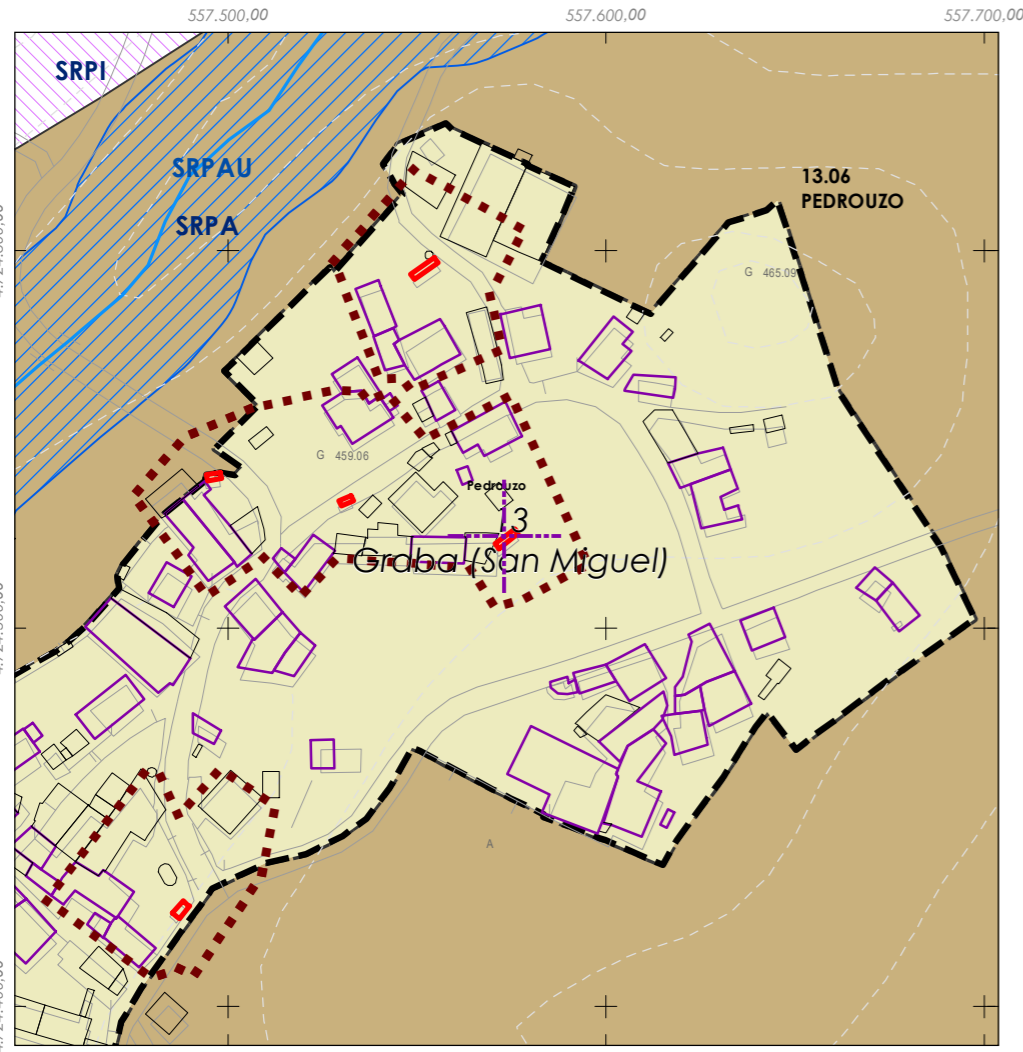 557.500,00
557.600,00
557.700,00
SRPI
SRPAU
SRPA
13.06
PEDROUZO
G 465.09
G 459.06
Pedrouzo
3
Graba (San Miguel)
A